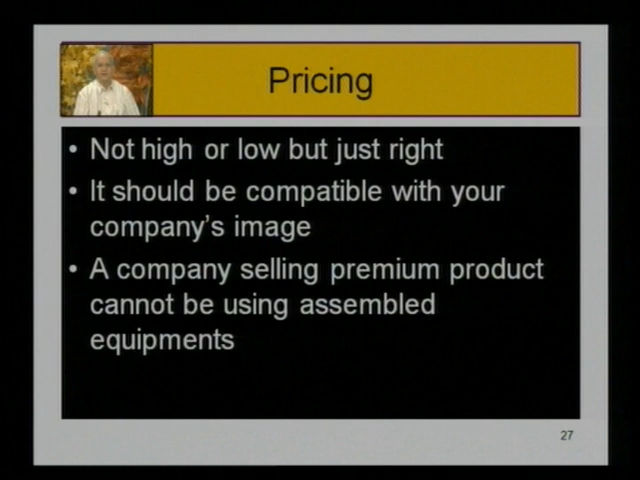 Pricing
• Not high or low but just right
• It should be compatible with your
company's image
• A company selling premium product
cannot be using assembled
equipments
27